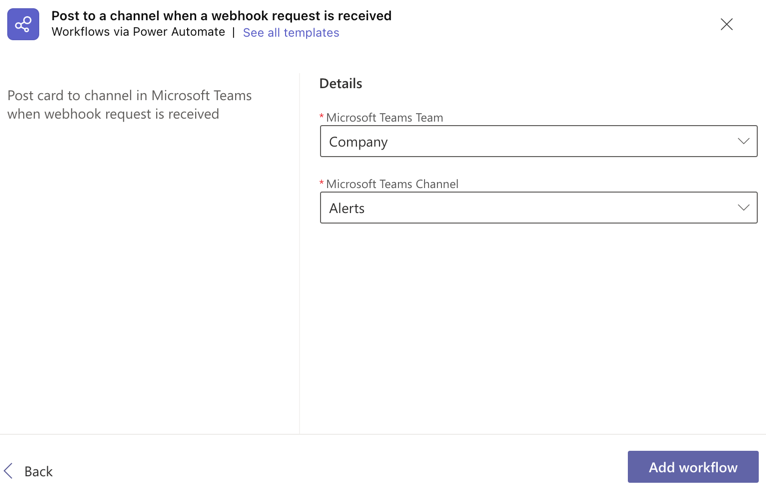 Post to a channel when a webhook request is received
Workflows via Power Automate | See all templates
Post card to channel in Microsoft Teams
when webhook request is received
Details
* Microsoft Teams Team
Company
* Microsoft Teams Channel
Alerts
Back
Add workflow